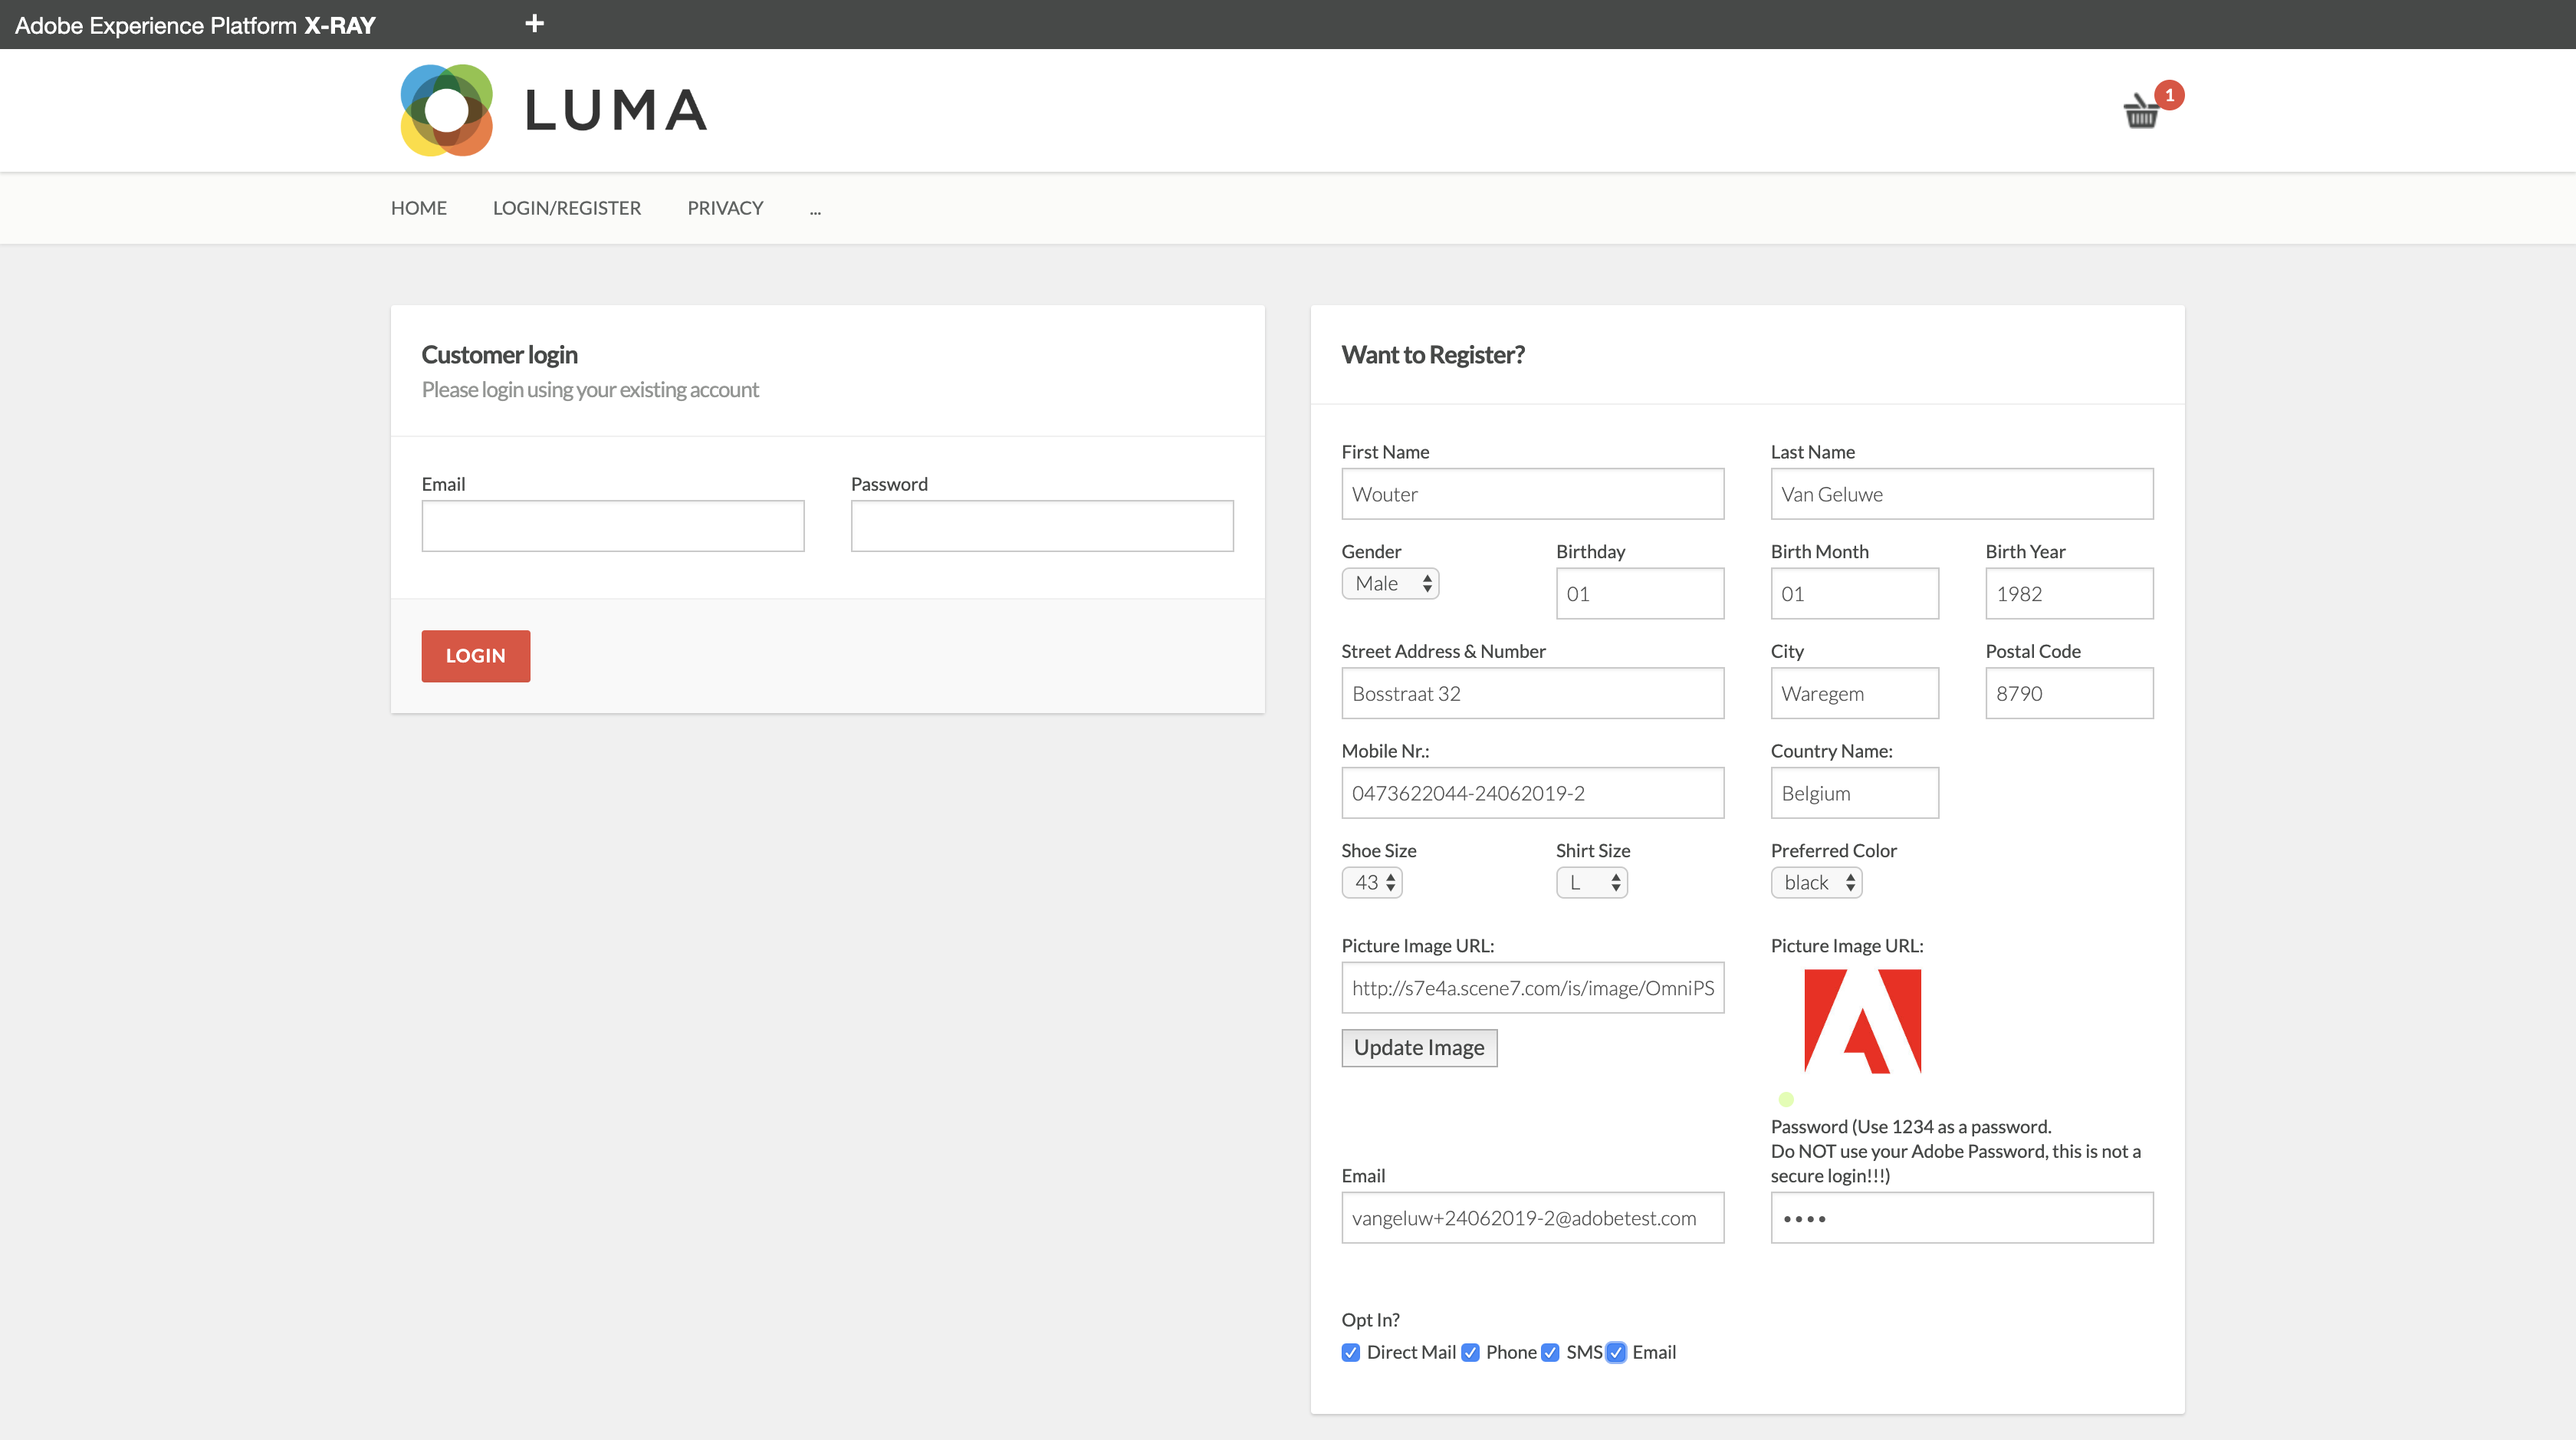 Adobe Experience Platform X-RAY +
LUMA
1
HOME LOGIN/REGISTER PRIVACY ...
Customer login
Please login using your existing account
Email Password
LOGIN
Want to Register?
First Name Last Name
Wouter Van Geluwe
Gender Birthday Birth Month Birth Year
Male 01 01 1982
Street Address & Number City Postal Code
Bosstraat 32 Waregem 8790
Mobile Nr.: Country Name:
0473622044-24062019-2 Belgium
Shoe Size Shirt Size Preferred Color
43 L black
Picture Image URL: Picture Image URL:
http://s7e4a.scene7.com/is/image/OmniPS
Update Image
Password (Use 1234 as a password.
Do NOT use your Adobe Password, this is not a
Email secure login!!!)
vangeluw+24062019-2@adobetest.com ••••
Opt In?
Direct Mail Phone SMS Email